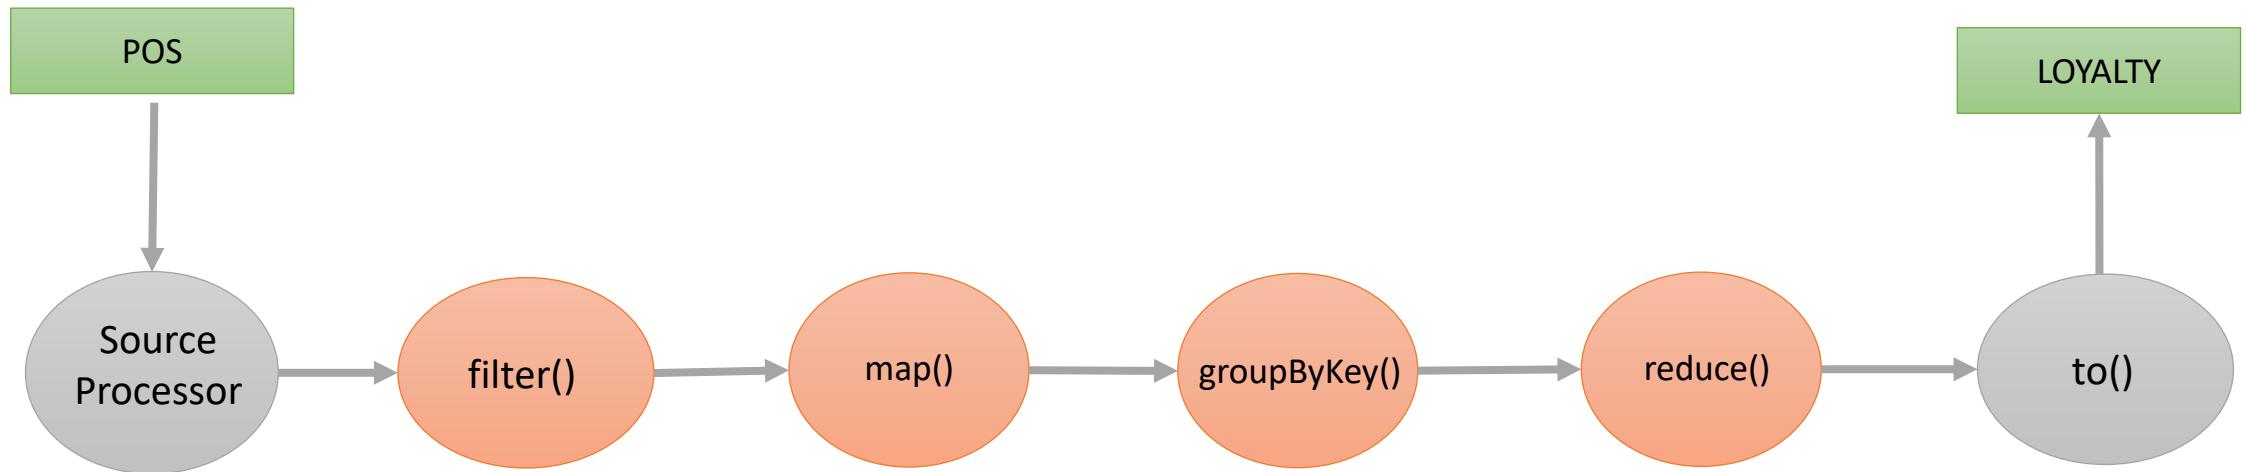 POS
LOYALTY
Source
Processor
filter()
map()
groupByKey()
reduce()
to()